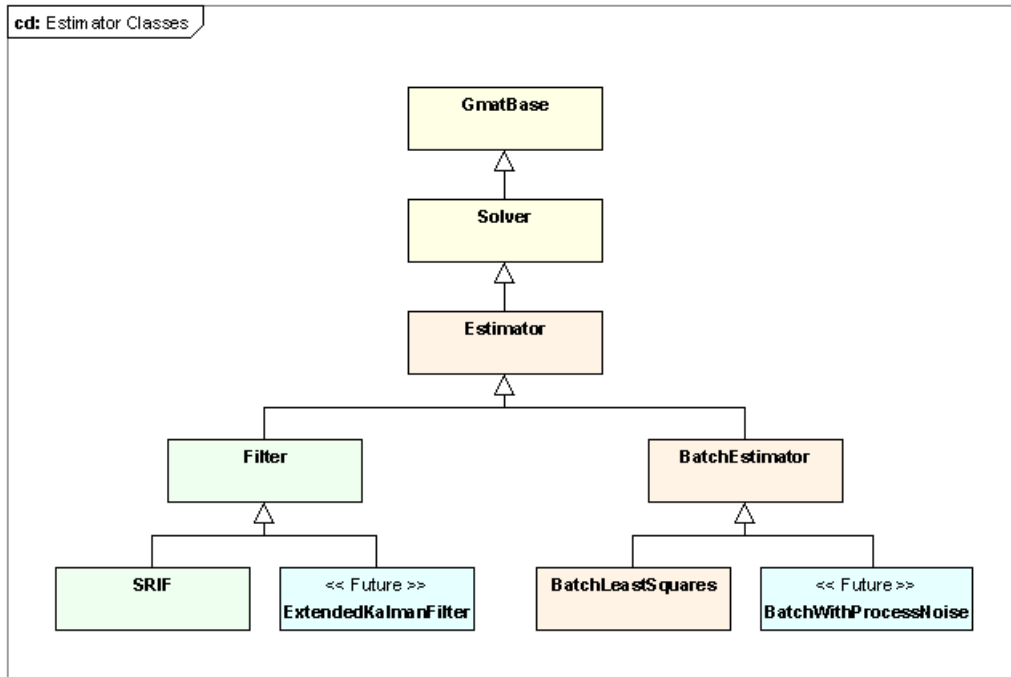 cd: Estimator Classes
GmatBase
Solver
Estimator
Filter
BatchEstimator
SRIF
<< Future >>
ExtendedKalmanFilter
BatchLeastSquares
<< Future >>
BatchWithProcessNoise